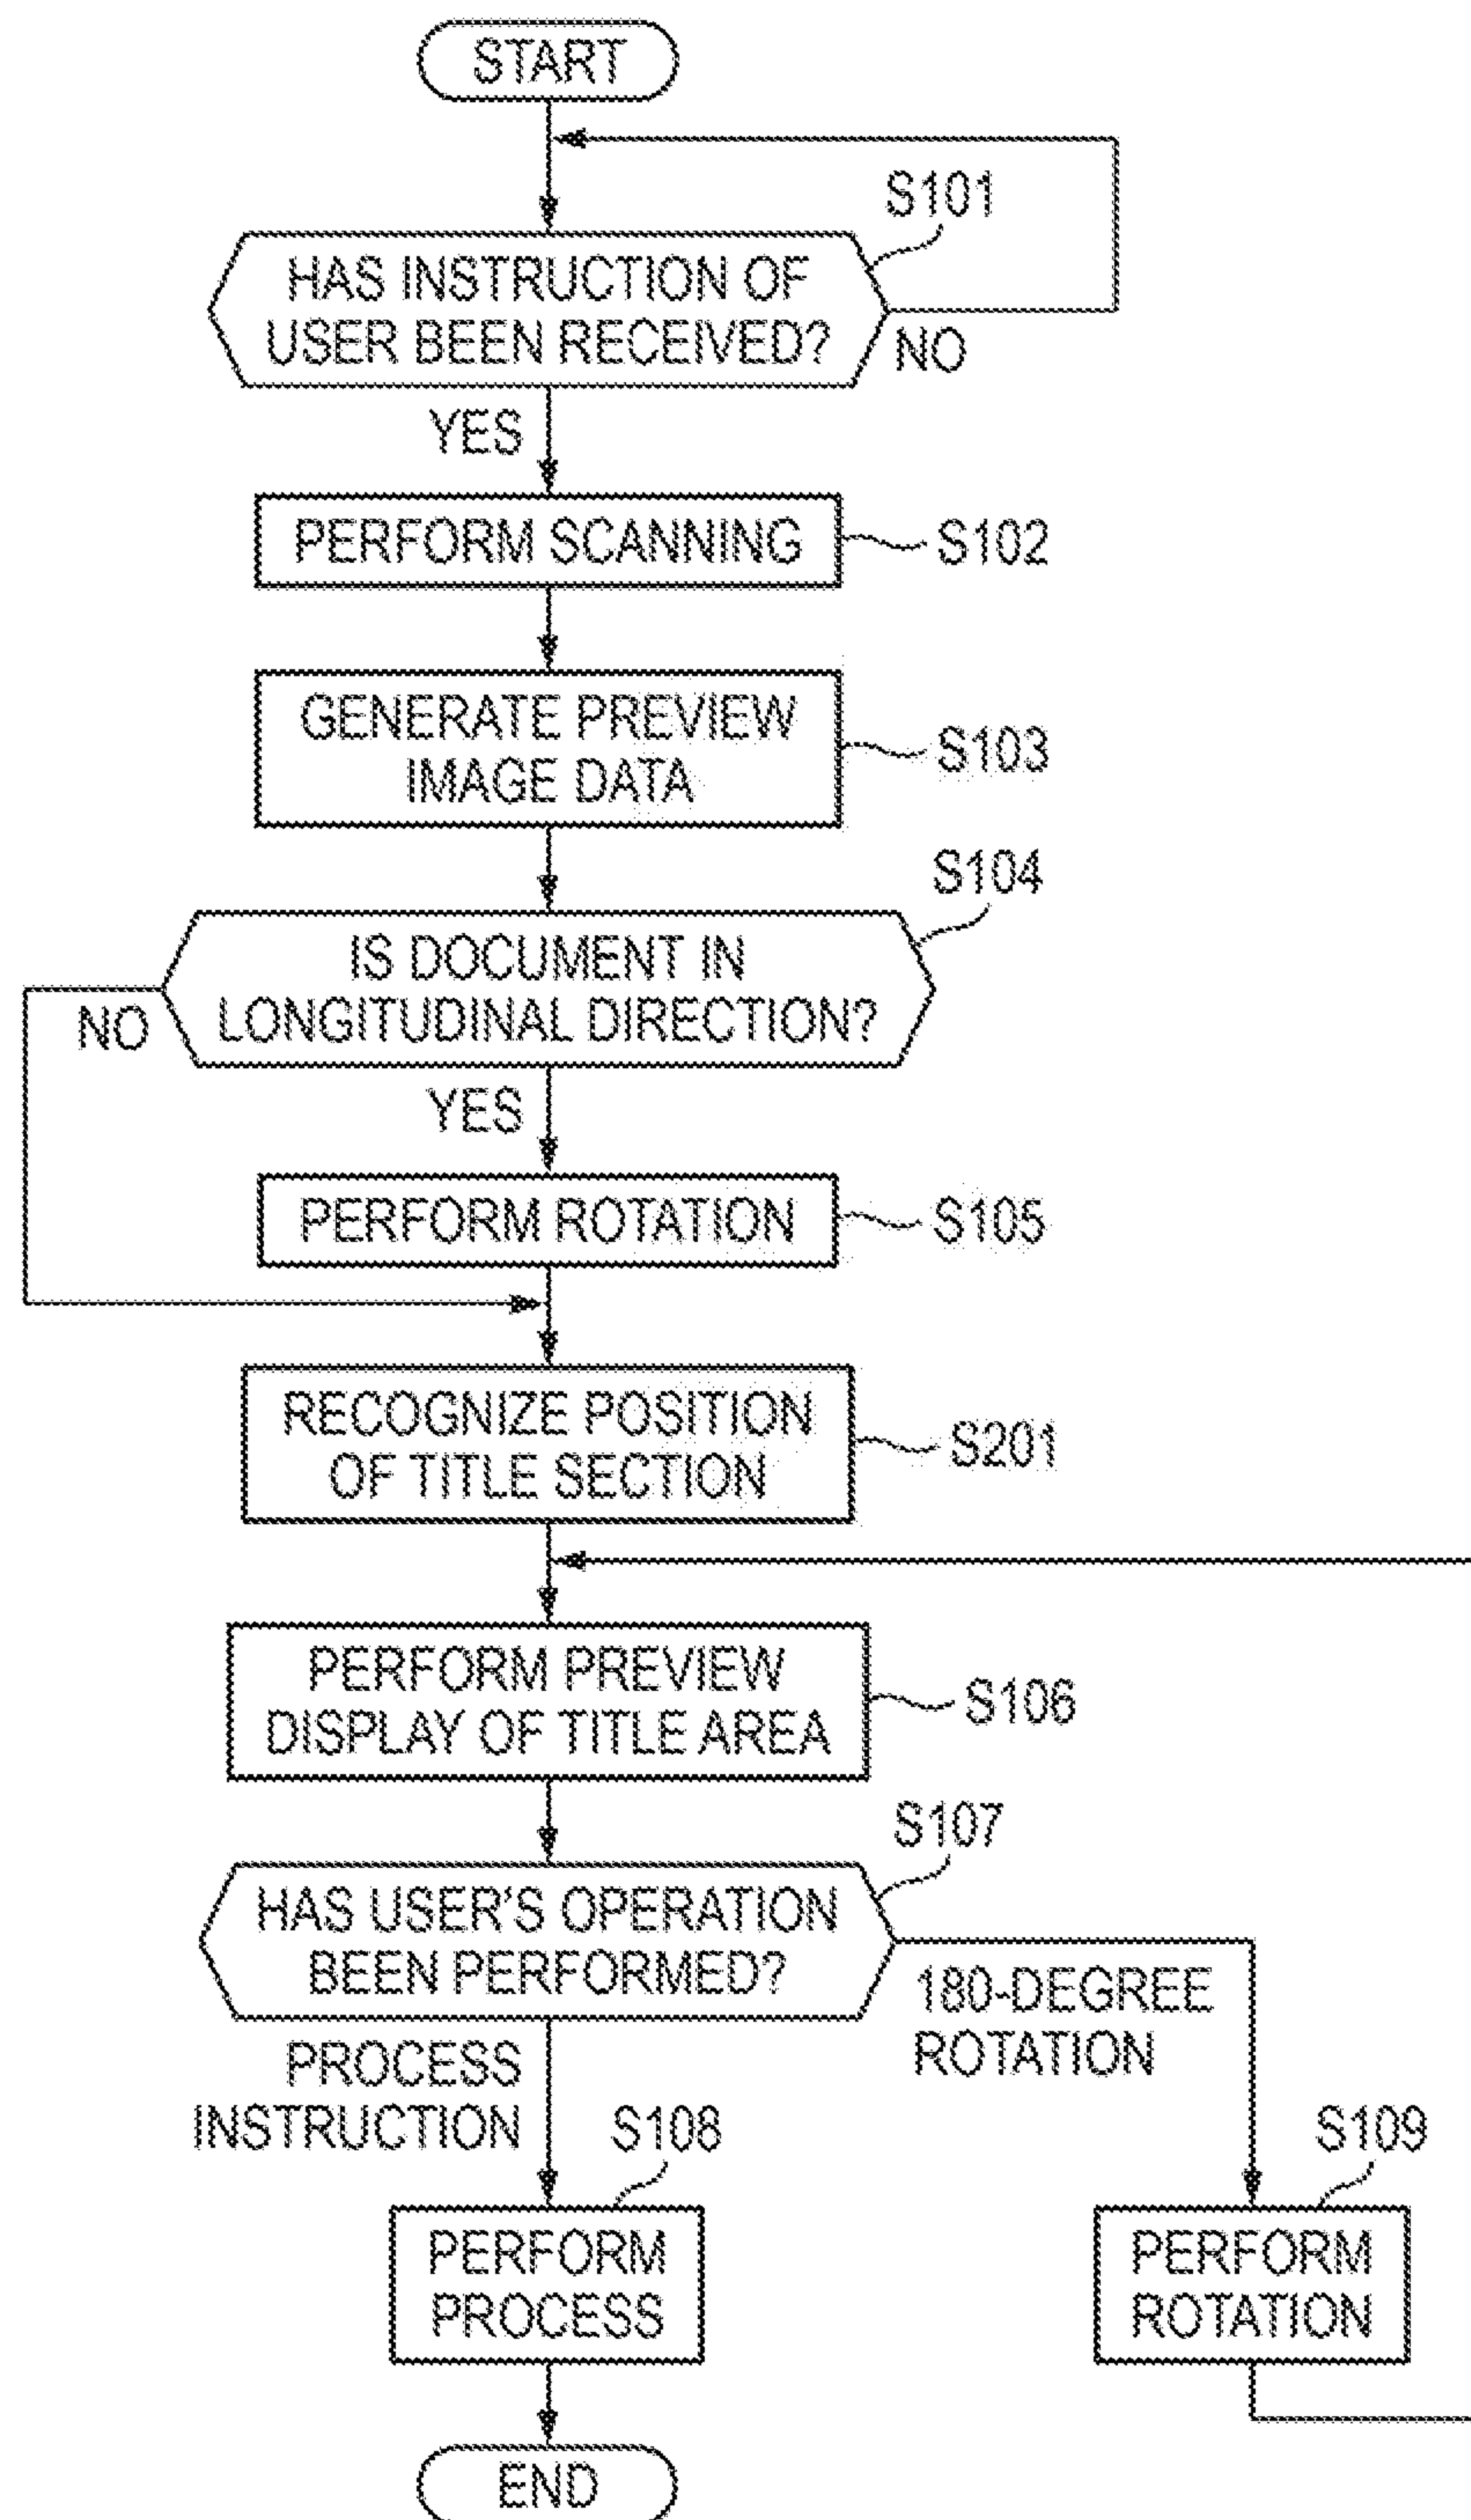 START
S101
HAS INSTRUCTION OF
USER BEEN RECEIVED?
NO
YES
PERFORM SCANNING
S102
GENERATE PREVIEW
IMAGE DATA
S103
S104
IS DOCUMENT IN
LONGITUDINAL DIRECTION?
NO
YES
PERFORM ROTATION
S105
RECOGNIZE POSITION
OF TITLE SECTION
S201
PERFORM PREVIEW
DISPLAY OF TITLE AREA
S106
S107
HAS USER'S OPERATION
BEEN PERFORMED?
180-DEGREE
ROTATION
PROCESS
INSTRUCTION
S108
S109
PERFORM
PROCESS
PERFORM
ROTATION
END